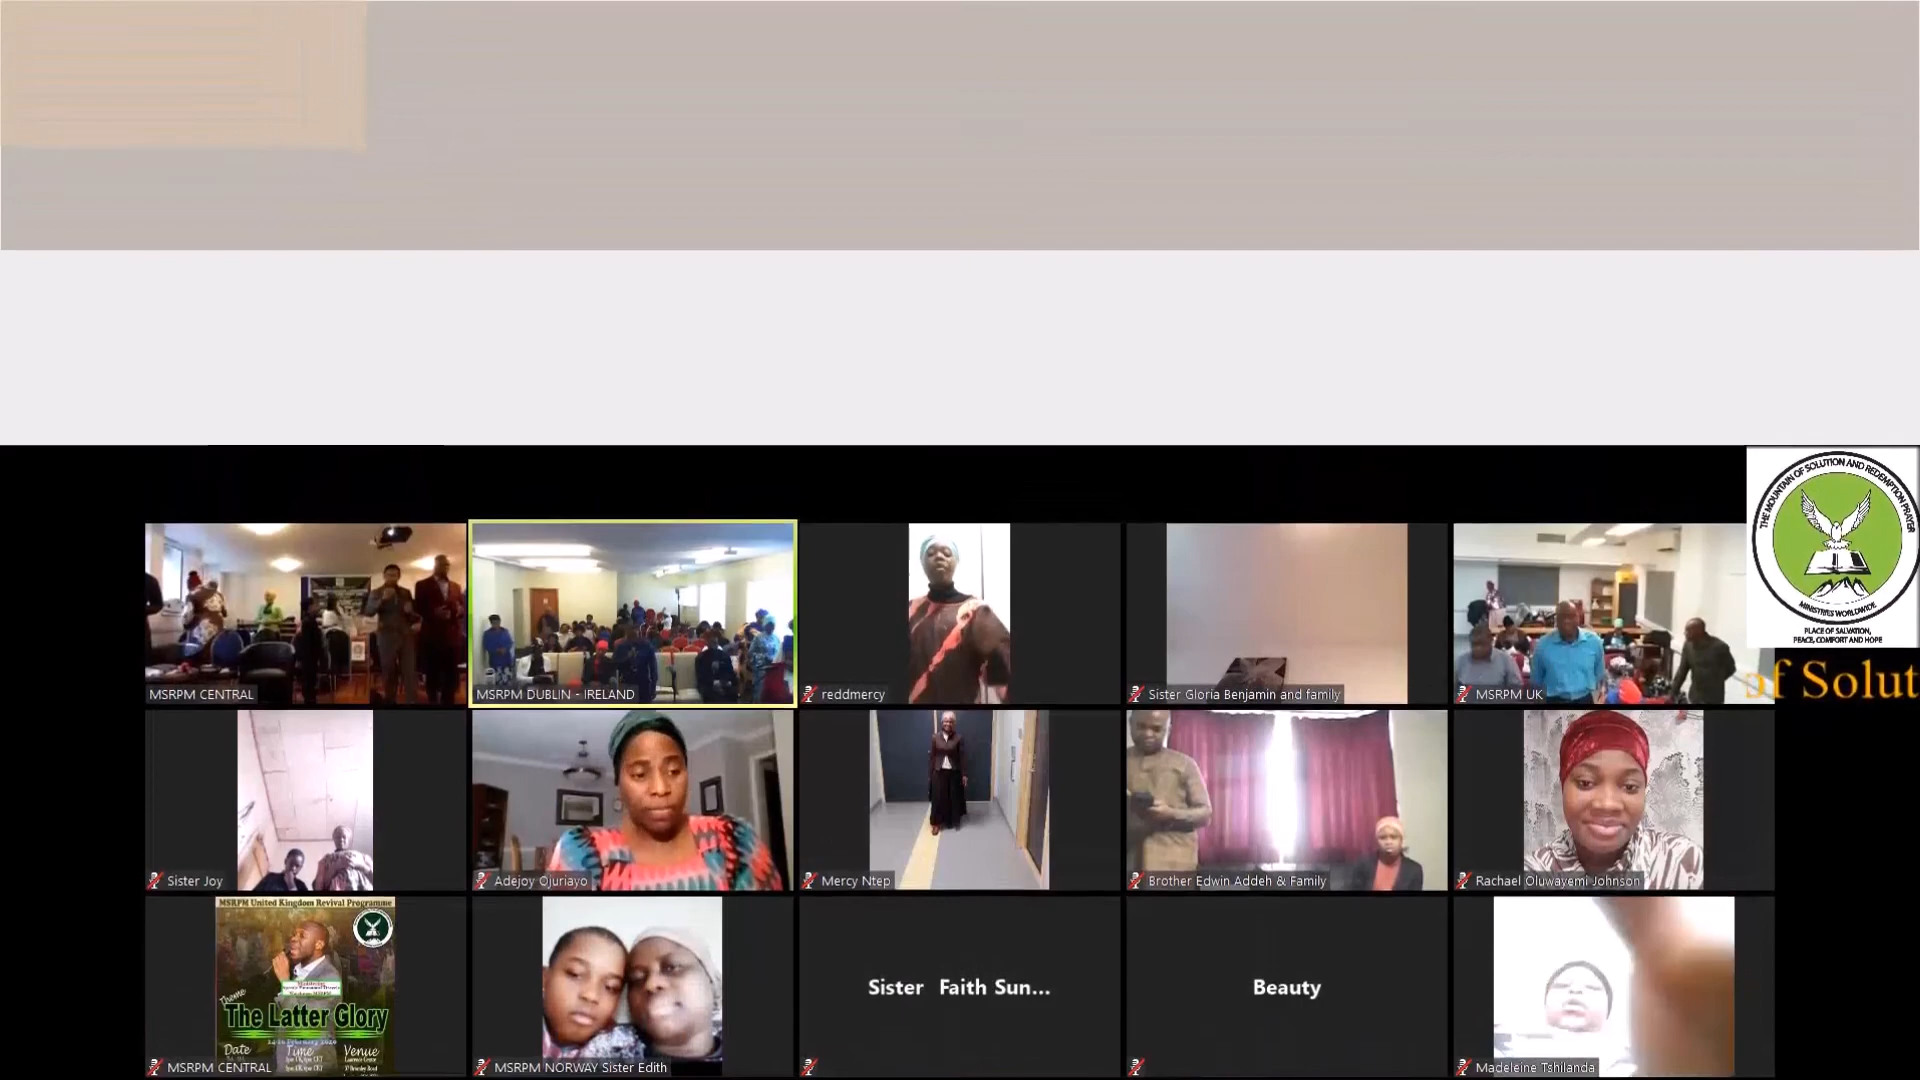 THE MOUNTAIN OF SOLUTION AND REDEMPTION PRAYER
MINISTRIES WORLDWIDE
PLACE OF SALVATION,
PEACE, COMFORT AND HOPE
of Solut
MSRPM CENTRAL
MSRPM DUBLIN - IRELAND
reddmercy
Sister Gloria Benjamin and family
MSRPM UK
Sister Joy
Adejoy Ojuriayo
Mercy Ntep
Brother Edwin Addeh & Family
Rachael Oluwayemi Johnson
MSRPM United Kingdom Revival Programme
Theme
The Latter Glory
Date
Time
Venue
MSRPM CENTRAL
MSRPM NORWAY Sister Edith
Sister Faith Sun...
Beauty
Madeleine Tshilanda